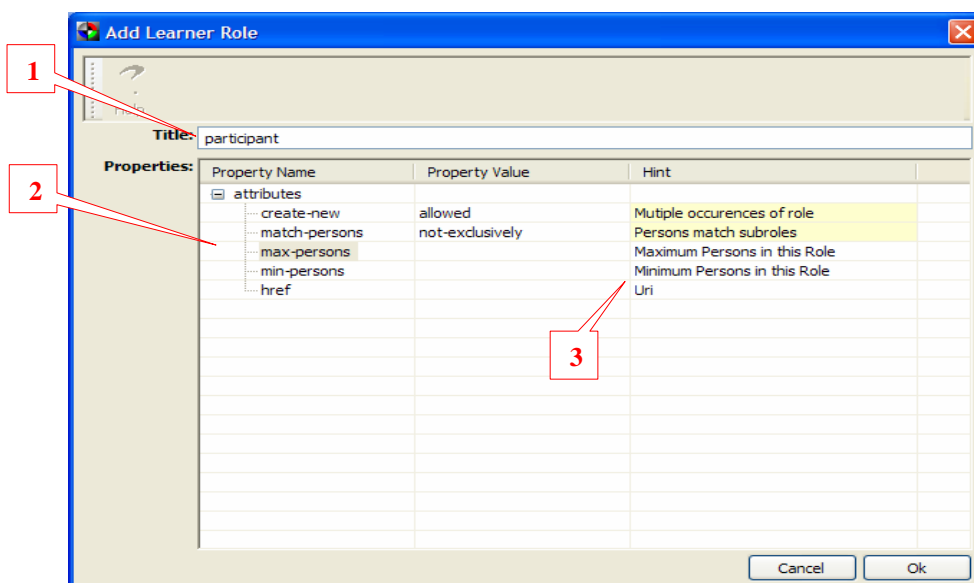 Add Learner Role
1
Title: participant
Properties:
Property Name Property Value Hint
2
attributes
create-new allowed Mutiple occurences of role
match-persons not-exclusively Persons match subroles
max-persons Maximum Persons in this Role
min-persons Minimum Persons in this Role
href Uri
3
Cancel Ok